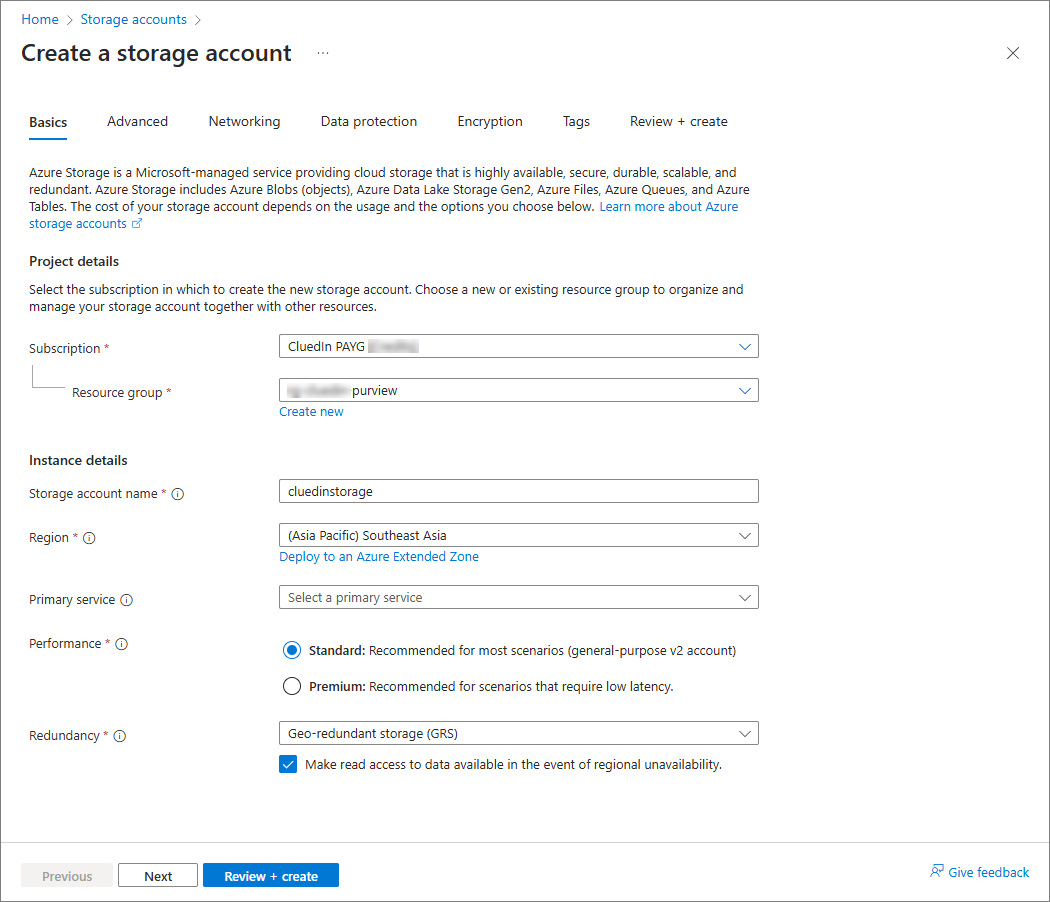 Home > Storage accounts >
Create a storage account ...
Basics Advanced Networking Data protection Encryption Tags Review + create
Azure Storage is a Microsoft-managed service providing cloud storage that is highly available, secure, durable, scalable, and
redundant. Azure Storage includes Azure Blobs (objects), Azure Data Lake Storage Gen2, Azure Files, Azure Queues, and Azure
Tables. The cost of your storage account depends on the usage and the options you choose below. Learn more about Azure
storage accounts
Project details
Select the subscription in which to create the new storage account. Choose a new or existing resource group to organize and
manage your storage account together with other resources.
Subscription *
CluedIn PAYG
Resource group *
purview
Create new
Instance details
Storage account name *
cluedinstorage
Region *
(Asia Pacific) Southeast Asia
Deploy to an Azure Extended Zone
Primary service
Select a primary service
Performance *
Standard: Recommended for most scenarios (general-purpose v2 account)
Premium: Recommended for scenarios that require low latency.
Redundancy *
Geo-redundant storage (GRS)
Make read access to data available in the event of regional unavailability.
Previous Next Review + create Give feedback